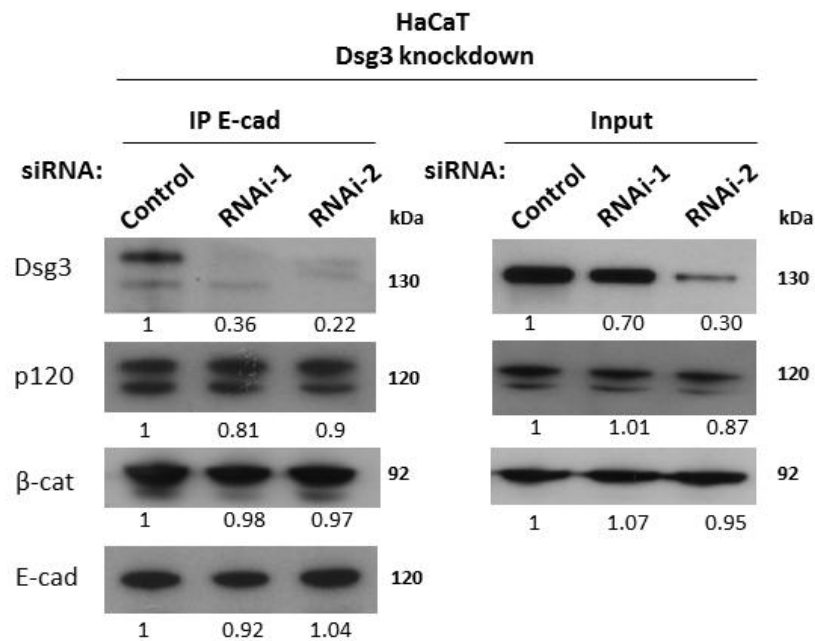 HaCaT
Dsg3 knockdown
IP E-cad
Input
siRNA:
Control
RNAi-1
RNAi-2
kDa
siRNA:
Control
RNAi-1
RNAi-2
kDa
Dsg3
130
130
1 0.36 0.22
1 0.70 0.30
p120
120
120
1 0.81 0.9
1 1.01 0.87
β-cat
92
92
1 0.98 0.97
1 1.07 0.95
E-cad
120
1 0.92 1.04